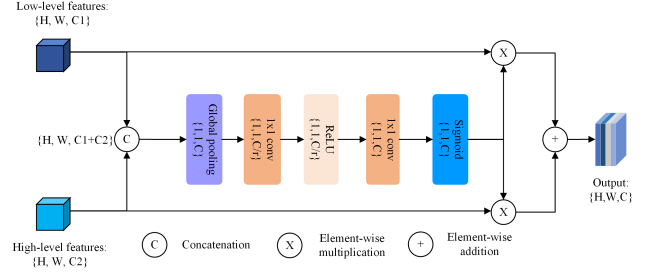 Low-level features:
{H, W, C1}
X
Global pooling
{1,1,C}
1x1 conv
{1,1,C/r}
ReLU
{1,1,C/r}
1x1 conv
{1,1,C}
Sigmoid
{1,1,C}
{H, W, C1+C2}
C
+
Output:
{H,W,C}
X
High-level features:
{H, W, C2}
C
Concatenation
X
Element-wise
multiplication
+
Element-wise
addition